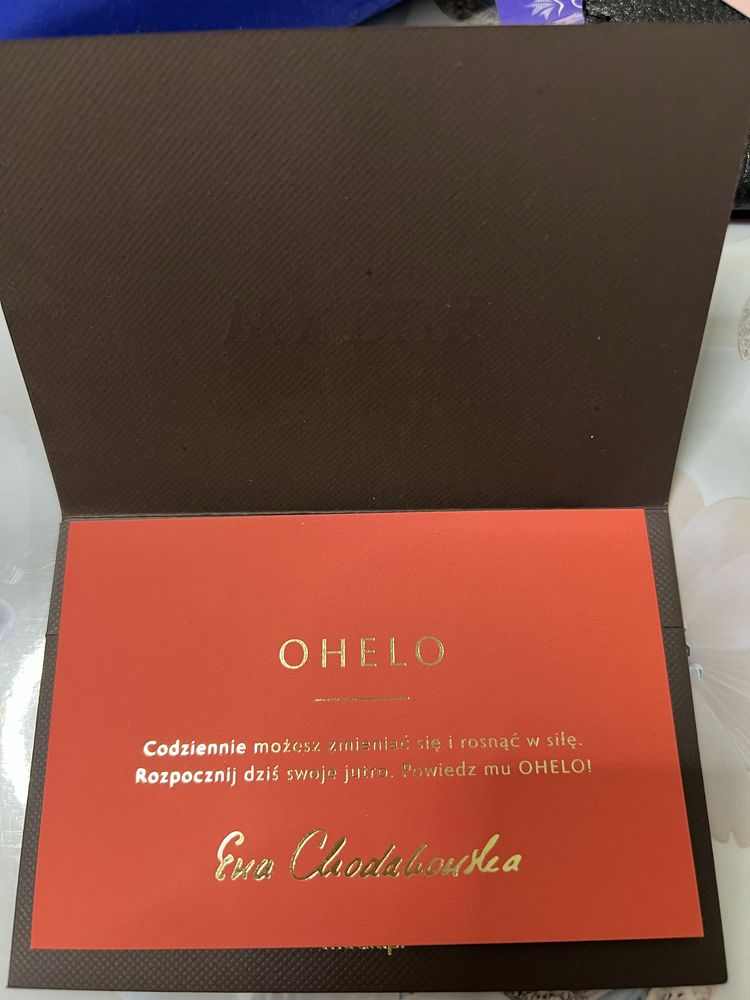 OHELO
Codziennie możesz zmieniać się i rosnąć w siłę.
Rozpocznij dziś swoje jutro. Powiedz mu OHELO!
Ewa Chodakowska